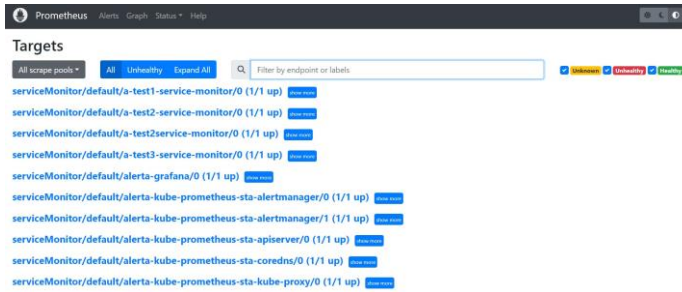 Prometheus Alerts Graph Status Help
Targets
All scrape pools All Unhealthy Expand All Filter by endpoint or labels Unknown Unhealthy Healthy
serviceMonitor/default/a-test1-service-monitor/0 (1/1 up) show more
serviceMonitor/default/a-test2-service-monitor/0 (1/1 up) show more
serviceMonitor/default/a-test2service-monitor/0 (1/1 up) show more
serviceMonitor/default/a-test3-service-monitor/0 (1/1 up) show more
serviceMonitor/default/alerta-grafana/0 (1/1 up) show more
serviceMonitor/default/alerta-kube-prometheus-sta-alertmanager/0 (1/1 up) show more
serviceMonitor/default/alerta-kube-prometheus-sta-alertmanager/1 (1/1 up) show more
serviceMonitor/default/alerta-kube-prometheus-sta-apiserver/0 (1/1 up) show more
serviceMonitor/default/alerta-kube-prometheus-sta-coredns/0 (1/1 up) show more
serviceMonitor/default/alerta-kube-prometheus-sta-kube-proxy/0 (1/1 up) show more